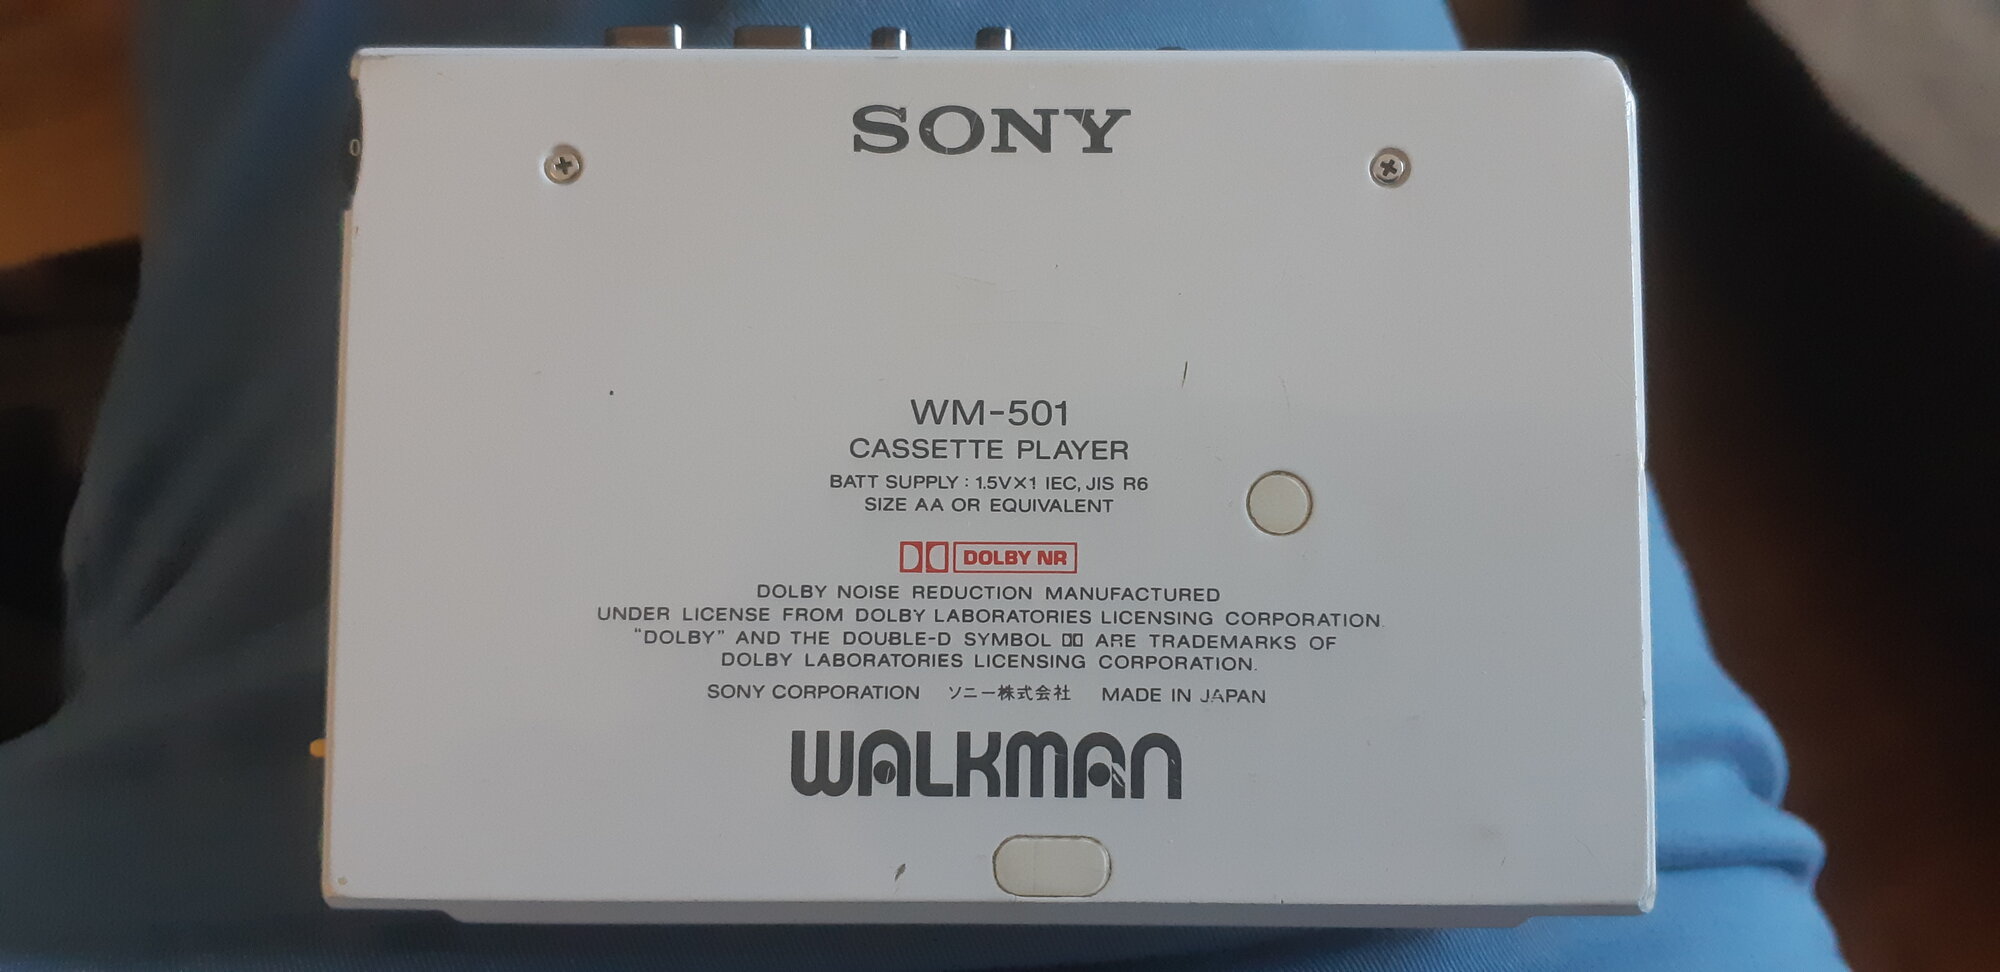 SONY
0
WM-501
CASSETTE PLAYER
BATT SUPPLY : 1.5V×1 IEC, JIS R6
SIZE AA OR EQUIVALENT
DOLBY NR
DOLBY NOISE REDUCTION MANUFACTURED
UNDER LICENSE FROM DOLBY LABORATORIES LICENSING CORPORATION.
"DOLBY" AND THE DOUBLE-D SYMBOL ARE TRADEMARKS OF
DOLBY LABORATORIES LICENSING CORPORATION.
SONY CORPORATION ソニー株式会社 MADE IN JAPAN
WALKMAN